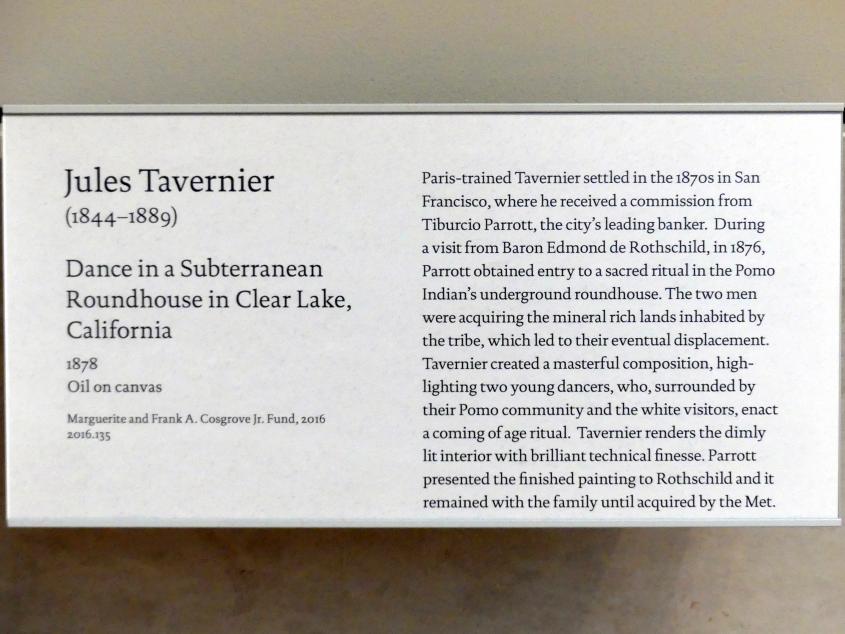 Jules Tavernier
(1844–1889)
Dance in a Subterranean
Roundhouse in Clear Lake,
California
1878
Oil on canvas
Marguerite and Frank A. Cosgrove Jr. Fund, 2016
2016.135
Paris-trained Tavernier settled in the 1870s in San
Francisco, where he received a commission from
Tiburcio Parrott, the city's leading banker. During
a visit from Baron Edmond de Rothschild, in 1876,
Parrott obtained entry to a sacred ritual in the Pomo
Indian's underground roundhouse. The two men
were acquiring the mineral rich lands inhabited by
the tribe, which led to their eventual displacement.
Tavernier created a masterful composition, high-
lighting two young dancers, who, surrounded by
their Pomo community and the white visitors, enact
a coming of age ritual. Tavernier renders the dimly
lit interior with brilliant technical finesse. Parrott
presented the finished painting to Rothschild and it
remained with the family until acquired by the Met.